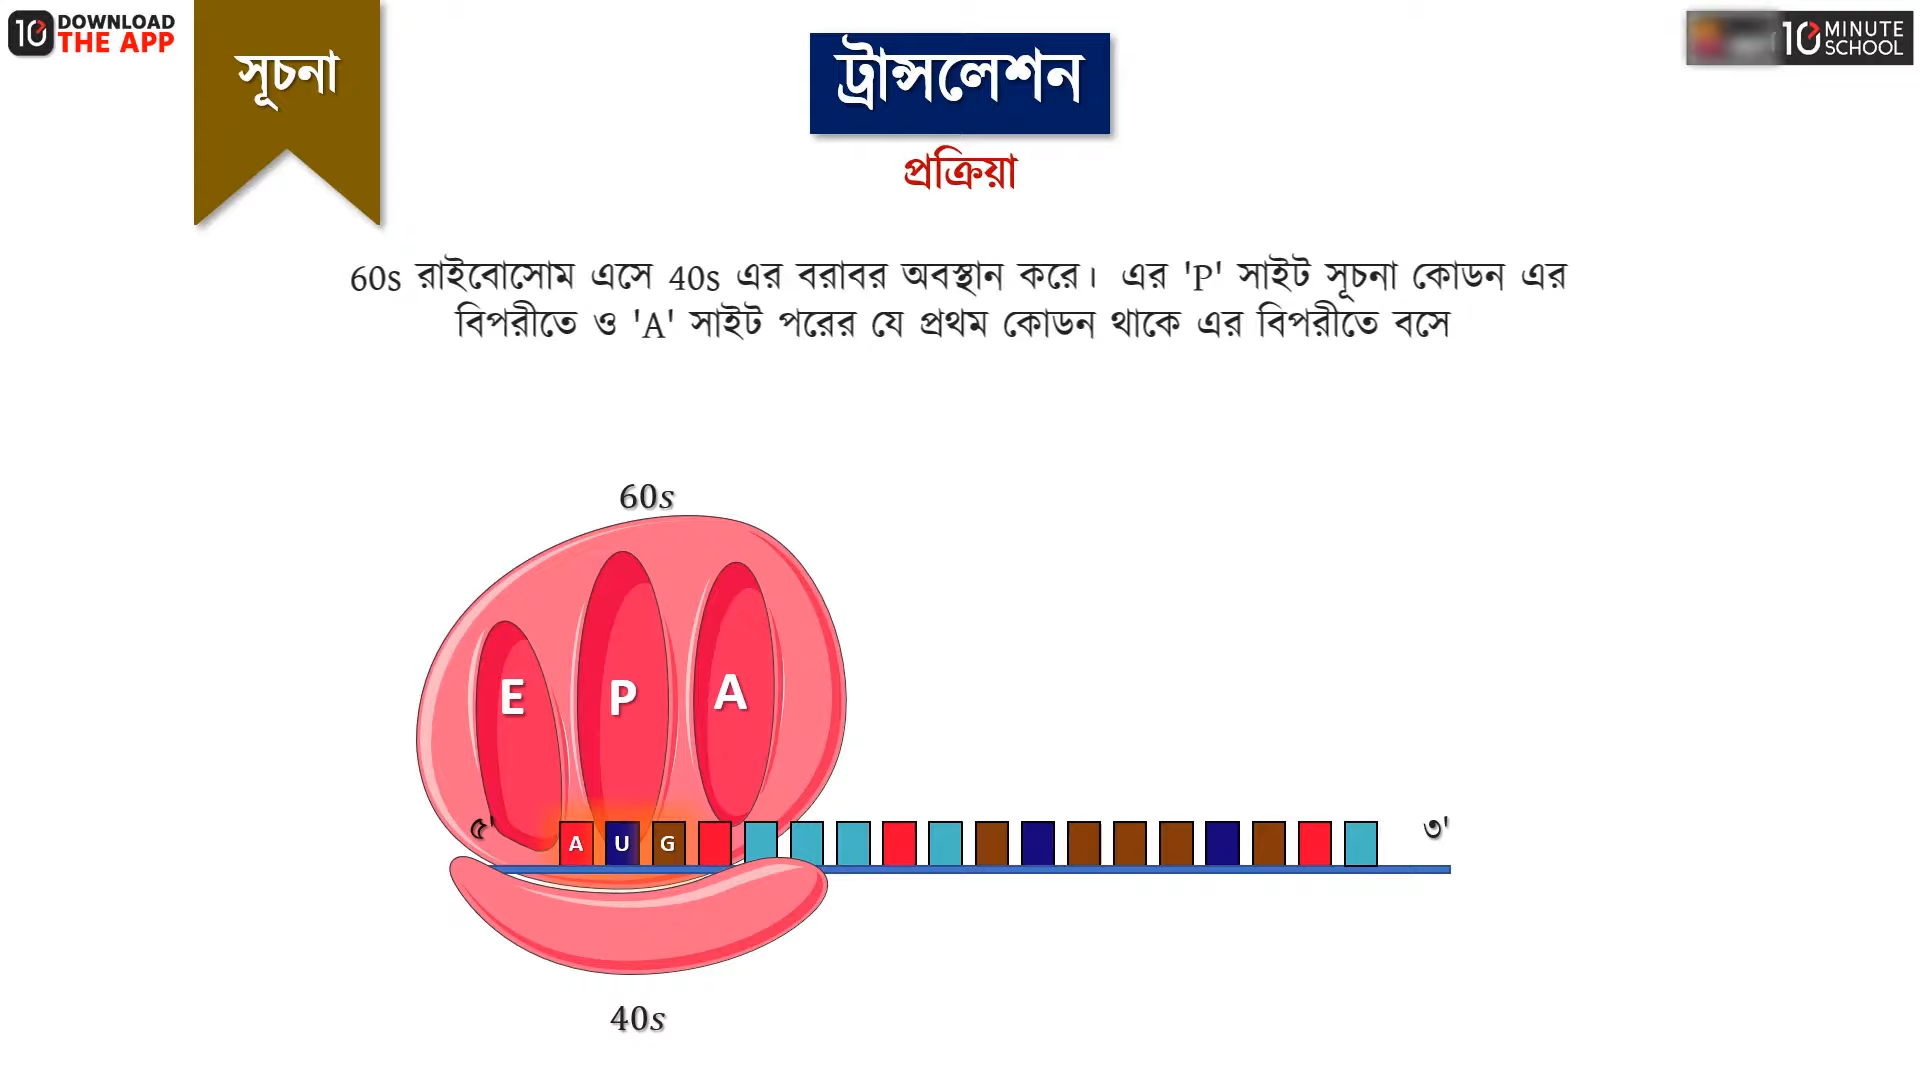 10 DOWNLOAD
THE APP
সূচনা
ট্রান্সলেশন
10 MINUTE
SCHOOL
প্রক্রিয়া
60s রাইবোসোম এসে 40s এর বরাবর অবস্থান করে। এর 'P' সাইট সূচনা কোডন এর
বিপরীতে ও 'A' সাইট পরের যে প্রথম কোডন থাকে এর বিপরীতে বসে
60s
E P A
৫' A U G ৩'
40s